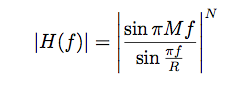 |H(f)| = |sin πMf / sin πf/R|^N